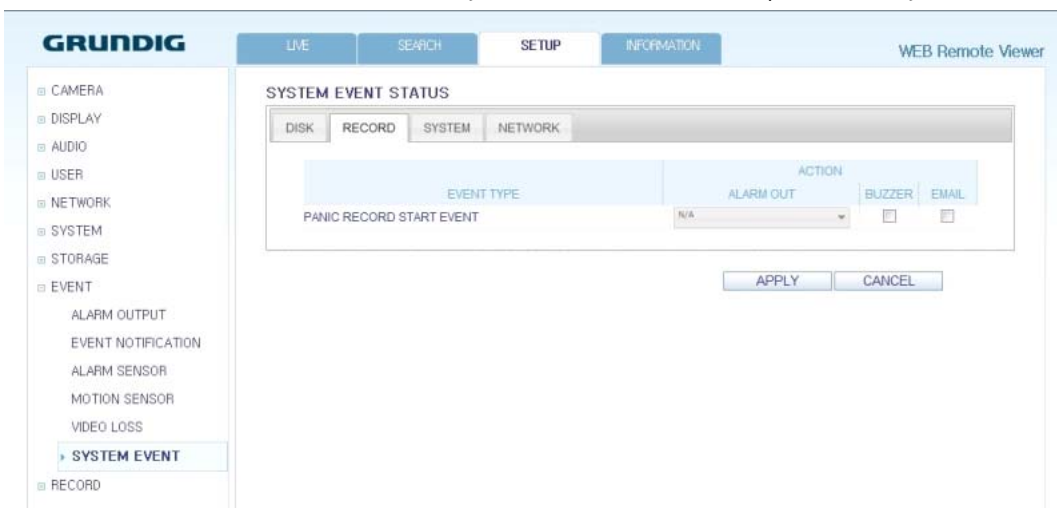 GRUNDIG
LIVE SEARCH SETUP INFORMATION
WEB Remote Viewer
CAMERA
DISPLAY
AUDIO
USER
NETWORK
SYSTEM
STORAGE
EVENT
ALARM OUTPUT
EVENT NOTIFICATION
ALARM SENSOR
MOTION SENSOR
VIDEO LOSS
SYSTEM EVENT
RECORD
SYSTEM EVENT STATUS
DISK RECORD SYSTEM NETWORK
ACTION
EVENT TYPE ALARM OUT BUZZER EMAIL
PANIC RECORD START EVENT N/A
APPLY CANCEL